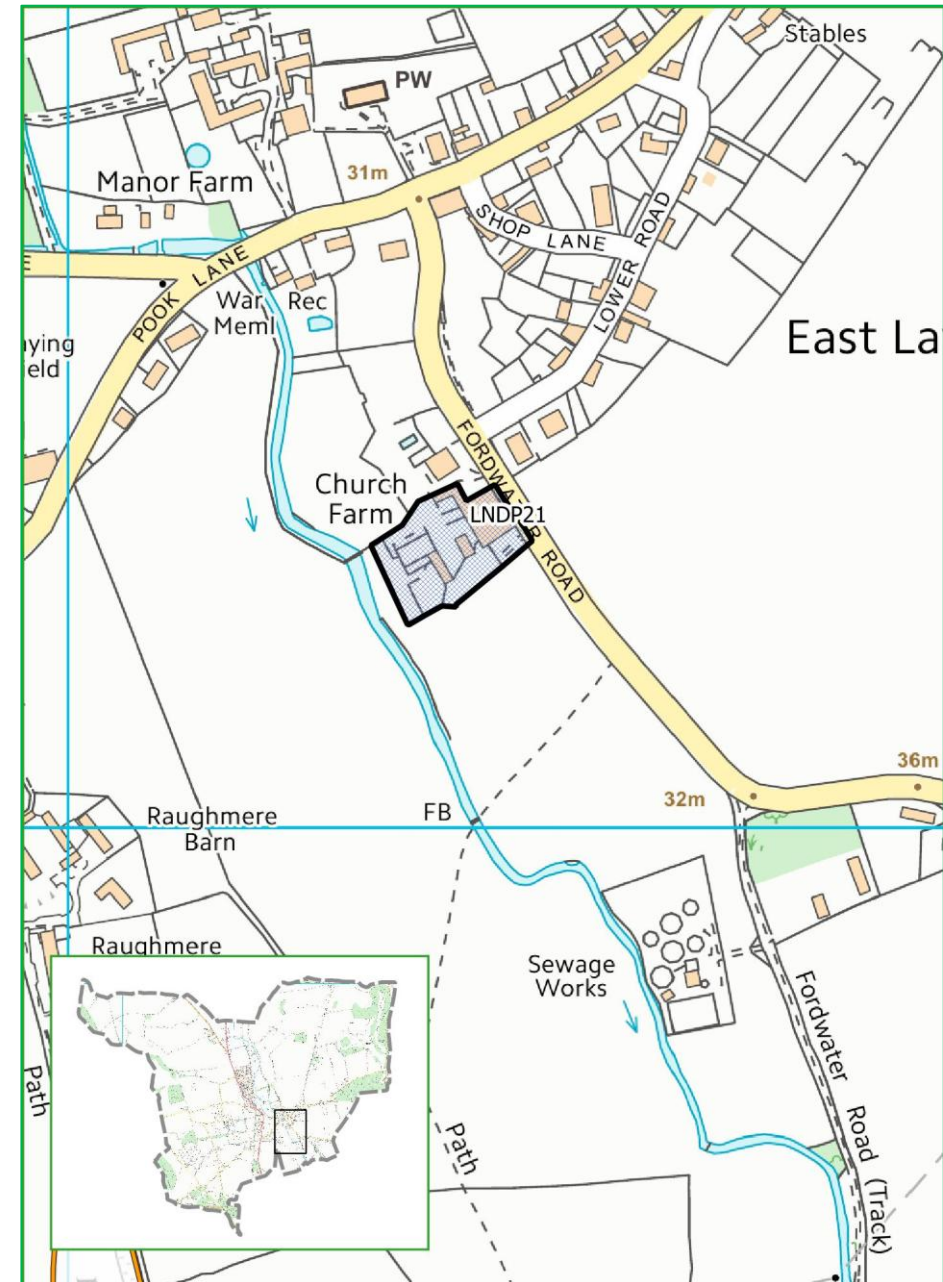 Stables
PW
31m
Manor Farm
SHOP LANE
LOWER ROAD
POOK LANE
War
Meml
Rec
East La
ying
eld
FORDWATER ROAD
Church
Farm
LNDP21
36m
32m
FB
Raughmere
Barn
Raughmere
Sewage
Works
Path
Path
Fordwater
Road
(Track)